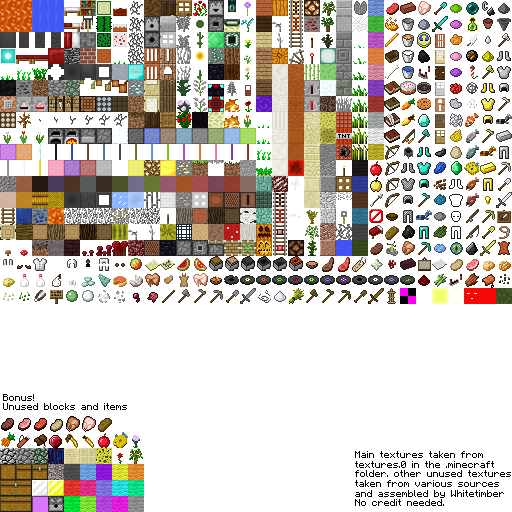 TNT
Bonus!
Unused blocks and items
Main textures taken from
textures.0 in the .minecraft
folder. other unused textures
taken from various sources
and assembled by Whitetimber
No credit needed.